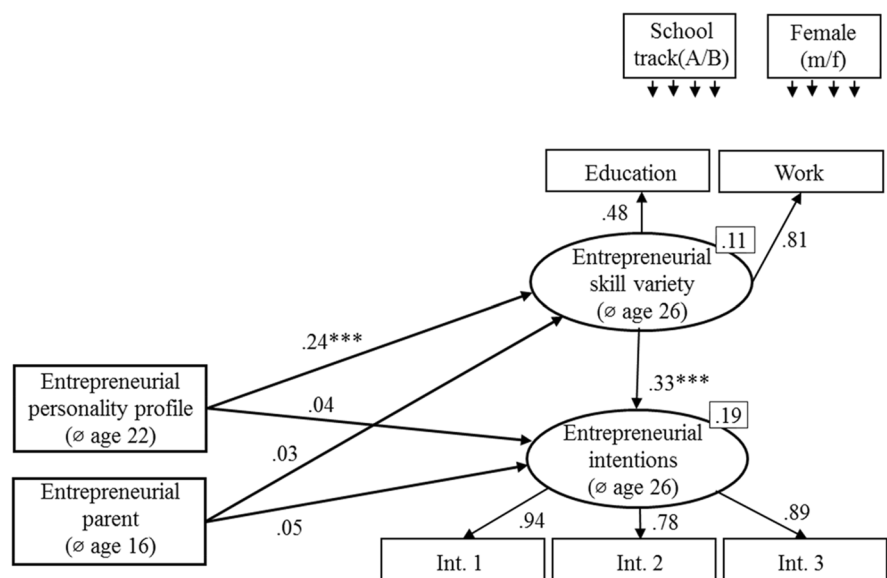 School
track(A/B)
Female
(m/f)
Education
Work
.48
.11
.81
Entrepreneurial
skill variety
(⌀ age 26)
.24***
.33***
Entrepreneurial
personality profile
(⌀ age 22)
.04
.19
Entrepreneurial
intentions
(⌀ age 26)
.03
Entrepreneurial
parent
(⌀ age 16)
.05
.94
.78
.89
Int. 1
Int. 2
Int. 3